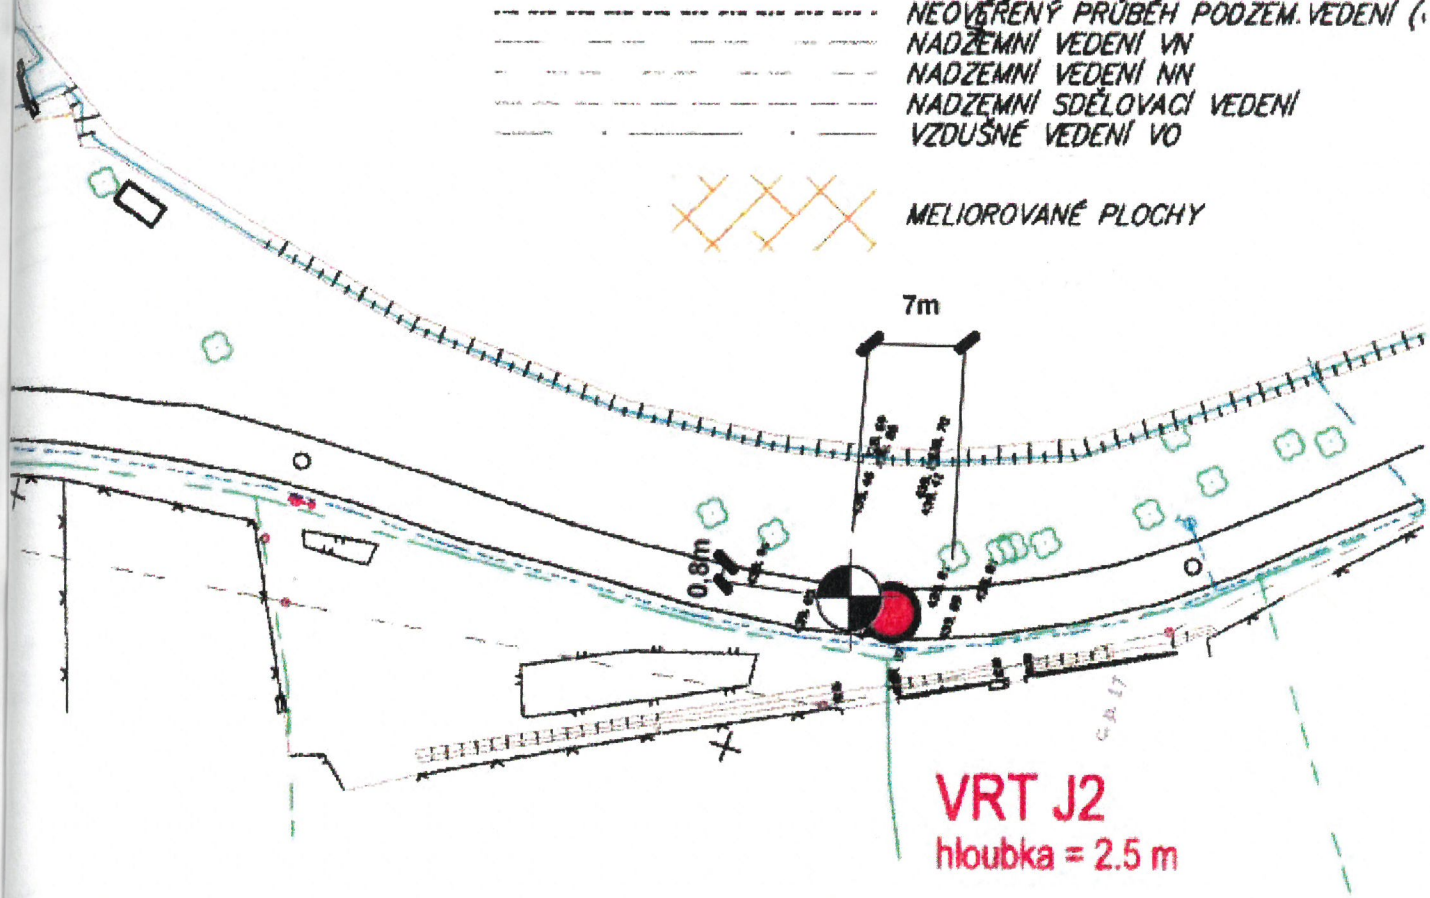 NEOVĚŘENÝ PRŮBĚH PODZEM. VEDENÍ (
NADZEMNÍ VEDENÍ VN
NADZEMNÍ VEDENÍ NN
NADZEMNÍ SDĚLOVACÍ VEDENÍ
VZDUŠNÉ VEDENÍ VO
MELIOROVANÉ PLOCHY
7m
0,8m
VRT J2
hloubka = 2.5 m